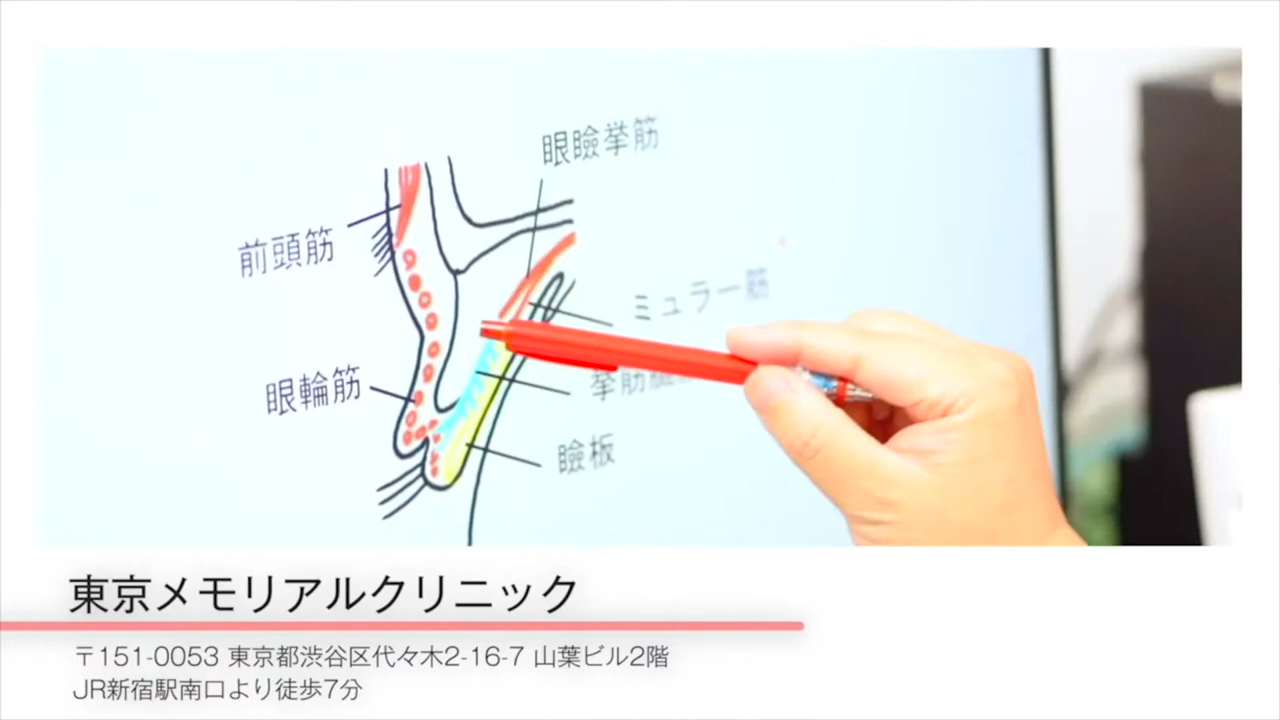 眼瞼挙筋
前頭筋
ミュラー筋
眼輪筋
挙筋腱
瞼板
東京メモリアルクリニック
〒151-0053 東京都渋谷区代々木2-16-7 山葉ビル2階
JR新宿駅南口より徒歩7分